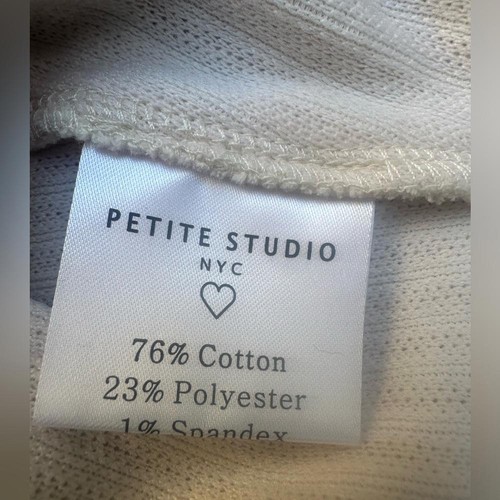 PETITE STUDIO
NYC
76% Cotton
23% Polyester
1% Spandex